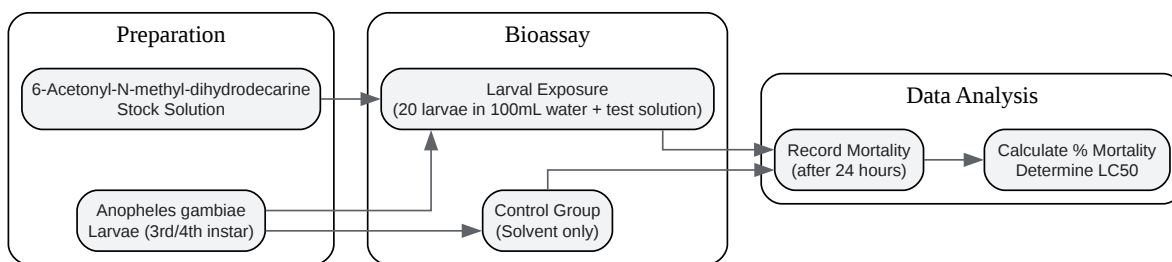 Preparation
6-Acetonyl-N-methyl-dihydrodecarine
Stock Solution
Anopheles gambiae
Larvae (3rd/4th instar)
Bioassay
Larval Exposure
(20 larvae in 100mL water + test solution)
Control Group
(Solvent only)
Data Analysis
Record Mortality
(after 24 hours)
Calculate % Mortality
Determine LC50